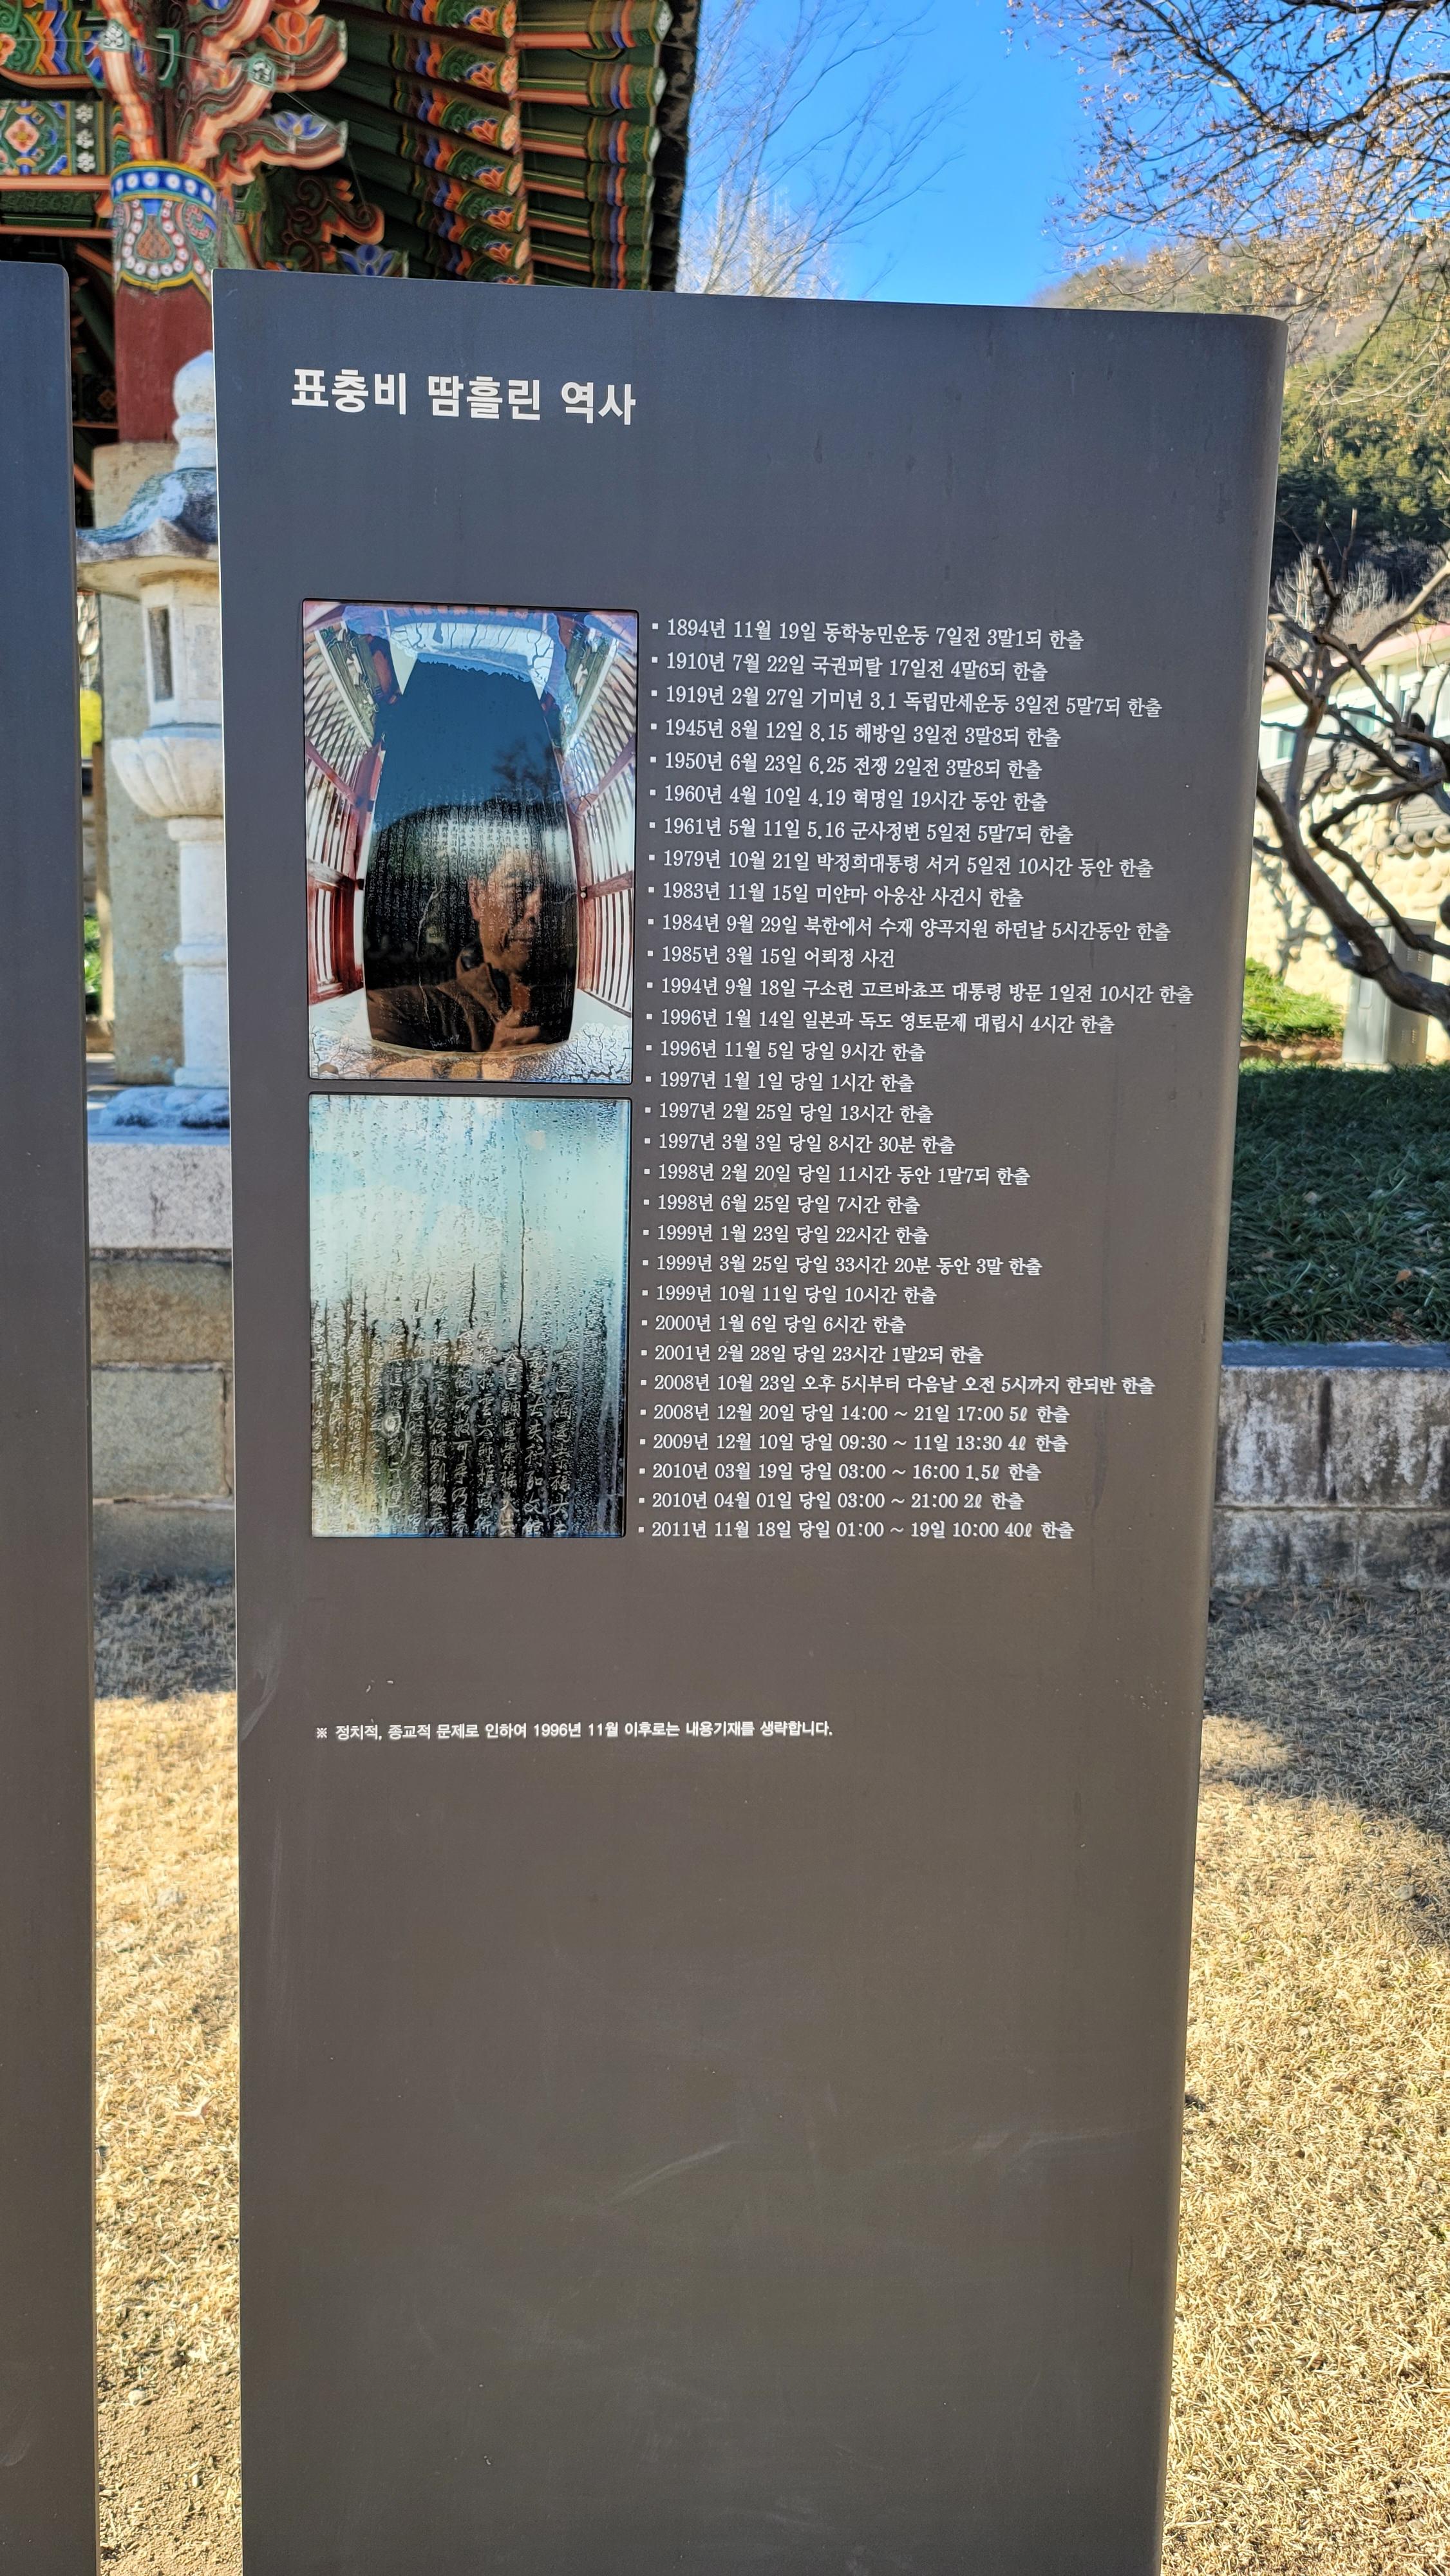 표충비 땀흘린 역사
▪ 1894년 11월 19일 동학농민운동 7일전 3말1되 한출
▪ 1910년 7월 22일 국권피탈 17일전 4말6되 한출
▪ 1919년 2월 27일 기미년 3.1 독립만세운동 3일전 5말7되 한출
▪ 1945년 8월 12일 8.15 해방일 3일전 3말8되 한출
▪ 1950년 6월 23일 6.25 전쟁 2일전 3말8되 한출
▪ 1960년 4월 10일 4.19 혁명일 19시간 동안 한출
▪ 1961년 5월 11일 5.16 군사정변 5일전 5말7되 한출
▪ 1979년 10월 21일 박정희대통령 서거 5일전 10시간 동안 한출
▪ 1983년 11월 15일 미얀마 아웅산 사건시 한출
▪ 1984년 9월 29일 북한에서 수재 양곡지원 하던날 5시간동안 한출
▪ 1985년 3월 15일 어뢰정 사건
▪ 1994년 9월 18일 구소련 고르바쵸프 대통령 방문 1일전 10시간 한출
▪ 1996년 1월 14일 일본과 독도 영토문제 대립시 4시간 한출
▪ 1996년 11월 5일 당일 9시간 한출
▪ 1997년 1월 1일 당일 1시간 한출
▪ 1997년 2월 25일 당일 13시간 한출
▪ 1997년 3월 3일 당일 8시간 30분 한출
▪ 1998년 2월 20일 당일 11시간 동안 1말7되 한출
▪ 1998년 6월 25일 당일 7시간 한출
▪ 1999년 1월 23일 당일 22시간 한출
▪ 1999년 3월 25일 당일 33시간 20분 동안 3말 한출
▪ 1999년 10월 11일 당일 10시간 한출
▪ 2000년 1월 6일 당일 6시간 한출
▪ 2001년 2월 28일 당일 23시간 1말2되 한출
▪ 2008년 10월 23일 오후 5시부터 다음날 오전 5시까지 한되반 한출
▪ 2008년 12월 20일 당일 14:00 ~ 21일 17:00 5ℓ 한출
▪ 2009년 12월 10일 당일 09:30 ~ 11일 13:30 4ℓ 한출
▪ 2010년 03월 19일 당일 03:00 ~ 16:00 1.5ℓ 한출
▪ 2010년 04월 01일 당일 03:00 ~ 21:00 2ℓ 한출
▪ 2011년 11월 18일 당일 01:00 ~ 19일 10:00 40ℓ 한출
※ 정치적, 종교적 문제로 인하여 1996년 11월 이후로는 내용기재를 생략합니다.